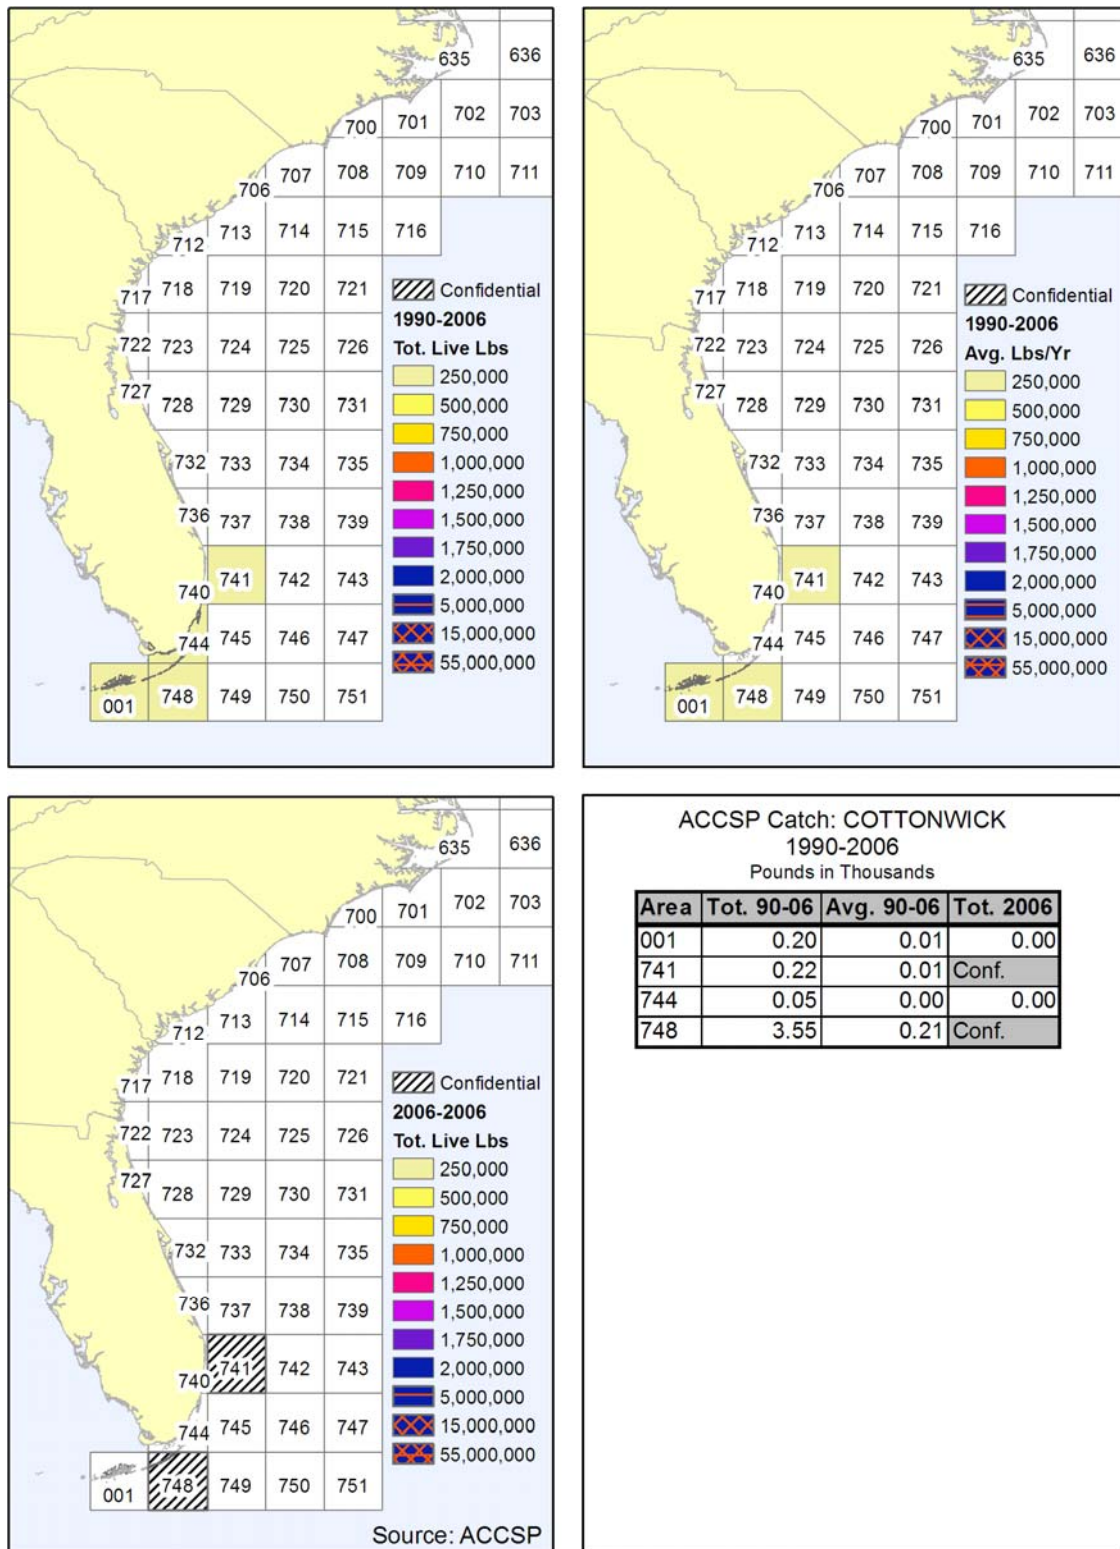 635 636
700 701 702 703
706 707 708 709 710 711
712 713 714 715 716
717 718 719 720 721
722 723 724 725 726
727 728 729 730 731
732 733 734 735
736 737 738 739
740 741 742 743
744 745 746 747
001 748 749 750 751
Confidential
1990-2006
Tot. Live Lbs
250,000
500,000
750,000
1,000,000
1,250,000
1,500,000
1,750,000
2,000,000
5,000,000
15,000,000
55,000,000
635 636
700 701 702 703
706 707 708 709 710 711
712 713 714 715 716
717 718 719 720 721
722 723 724 725 726
727 728 729 730 731
732 733 734 735
736 737 738 739
740 741 742 743
744 745 746 747
001 748 749 750 751
Confidential
1990-2006
Avg. Lbs/Yr
250,000
500,000
750,000
1,000,000
1,250,000
1,500,000
1,750,000
2,000,000
5,000,000
15,000,000
55,000,000
635 636
700 701 702 703
706 707 708 709 710 711
712 713 714 715 716
717 718 719 720 721
722 723 724 725 726
727 728 729 730 731
732 733 734 735
736 737 738 739
740 741 742 743
744 745 746 747
001 748 749 750 751
Confidential
2006-2006
Tot. Live Lbs
250,000
500,000
750,000
1,000,000
1,250,000
1,500,000
1,750,000
2,000,000
5,000,000
15,000,000
55,000,000
Source: ACCSP
ACCSP Catch: COTTONWICK
1990-2006
Pounds in Thousands
Area Tot. 90-06 Avg. 90-06 Tot. 2006
001 0.20 0.01 0.00
741 0.22 0.01 Conf.
744 0.05 0.00 0.00
748 3.55 0.21 Conf.